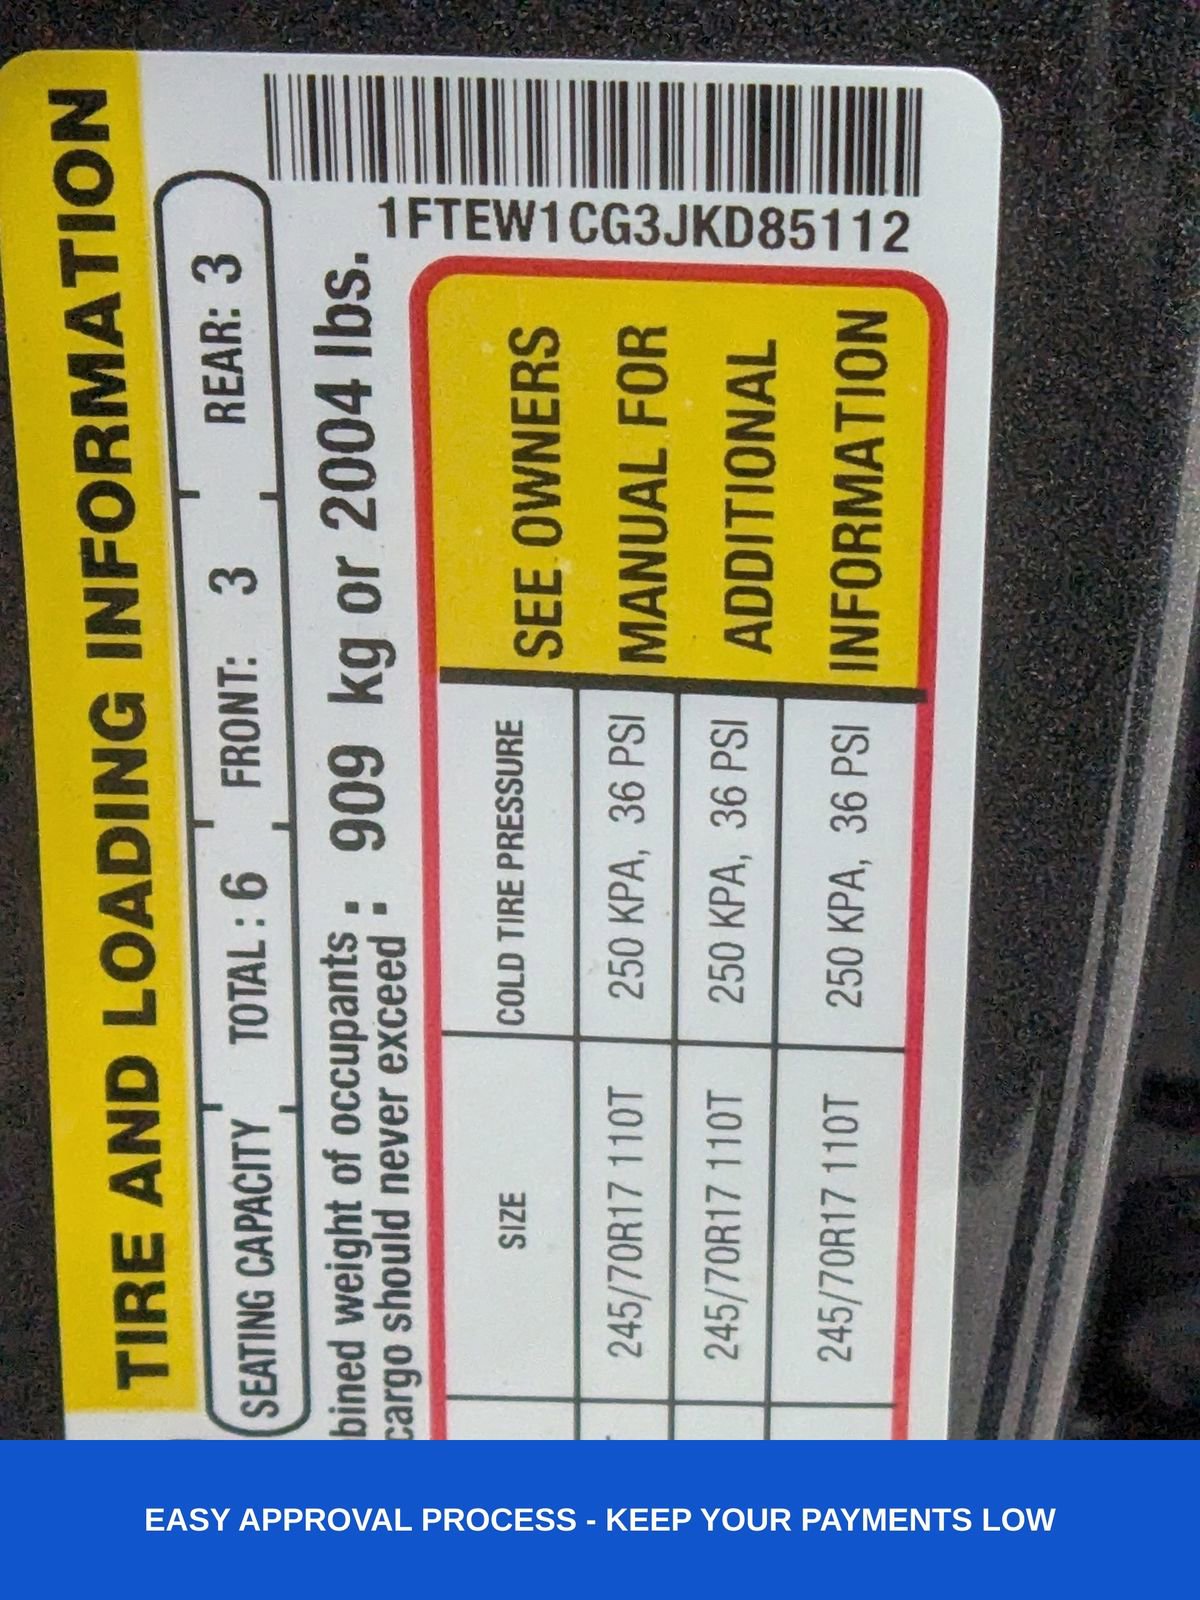 TIRE AND LOADING INFORMATION
SEATING CAPACITY TOTAL : 6 FRONT: 3 REAR: 3
weight of occupants :
cargo should never exceed : 909 kg or 2004 lbs.
1FTEW1CG3JKD85112
SIZE COLD TIRE PRESSURE
245/70R17 110T 250 KPA, 36 PSI
245/70R17 110T 250 KPA, 36 PSI
245/70R17 110T 250 KPA, 36 PSI
SEE OWNERS
MANUAL FOR
ADDITIONAL
INFORMATION
EASY APPROVAL PROCESS - KEEP YOUR PAYMENTS LOW